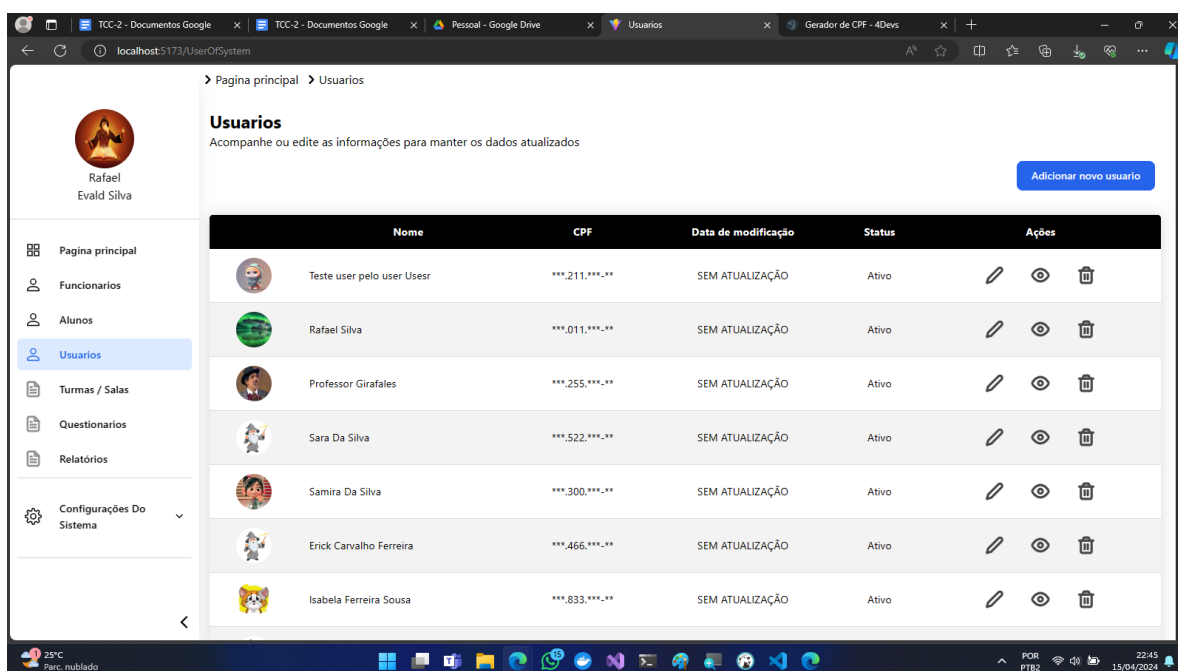 TCC-2 - Documentos Google
TCC-2 - Documentos Google
Pessoal - Google Drive
Usuarios
Gerador de CPF - 4Devs
localhost:5173/UserOfSystem
Pagina principal Usuarios
Rafael
Evald Silva
Usuarios
Acompanhe ou edite as informações para manter os dados atualizados
Adicionar novo usuario
Pagina principal
Funcionarios
Alunos
Usuarios
Turmas / Salas
Questionarios
Relatórios
Configurações Do
Sistema
Nome CPF Data de modificação Status Ações
Teste user pelo user Usesr ***.211.***-** SEM ATUALIZAÇÃO Ativo
Rafael Silva ***.011.***-** SEM ATUALIZAÇÃO Ativo
Professor Girafales ***.255.***-** SEM ATUALIZAÇÃO Ativo
Sara Da Silva ***.522.***-** SEM ATUALIZAÇÃO Ativo
Samira Da Silva ***.300.***-** SEM ATUALIZAÇÃO Ativo
Erick Carvalho Ferreira ***.466.***-** SEM ATUALIZAÇÃO Ativo
Isabela Ferreira Sousa ***.833.***-** SEM ATUALIZAÇÃO Ativo
1
25°C
Parc. nublado
15
POR
PTB2
22:45
15/04/2024